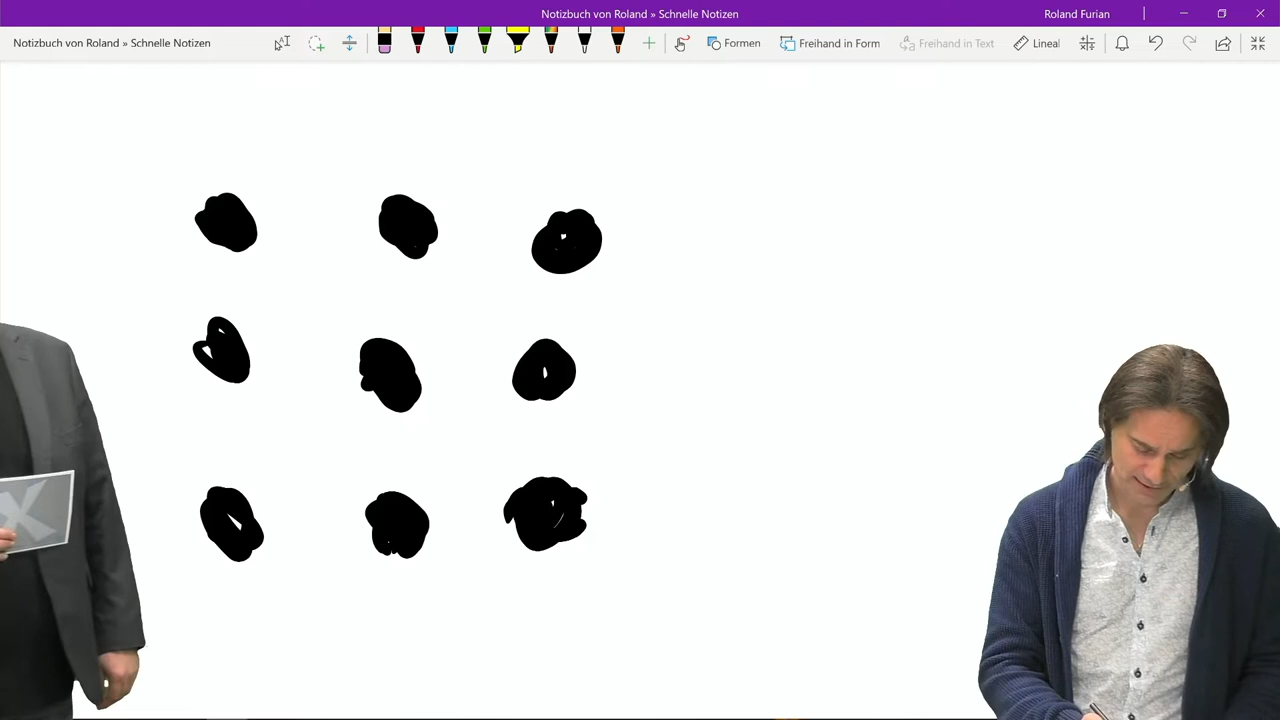 Notizbuch von Roland » Schnelle Notizen
Roland Furian
Notizbuch von Roland » Schnelle Notizen
Formen
Freihand in Form
Freihand in Text
Lineal